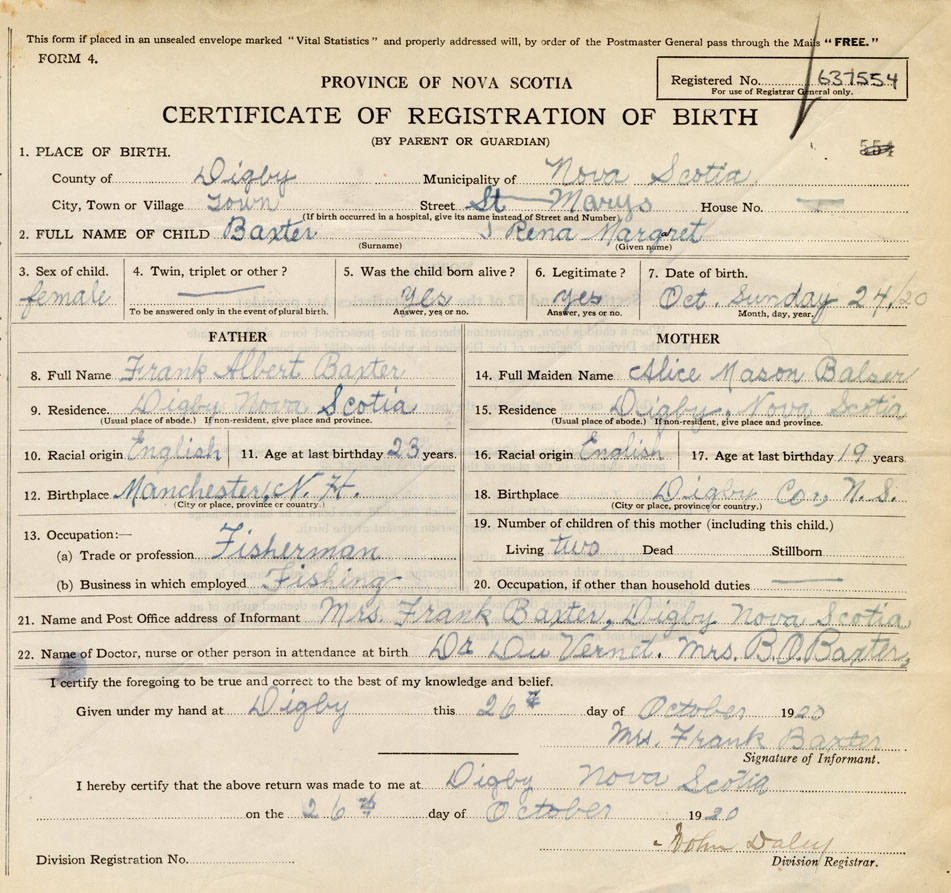 This form if placed in an unsealed envelope marked "Vital Statistics" and properly addressed will, by order of the Postmaster General pass through the Mails "FREE."
FORM 4.
Registered No. 637554
For use of Registrar General only.
PROVINCE OF NOVA SCOTIA
CERTIFICATE OF REGISTRATION OF BIRTH
(BY PARENT OR GUARDIAN)
554
1. PLACE OF BIRTH.
County of Digby Municipality of Nova Scotia
City, Town or Village Town Street St Marys House No.
(If birth occurred in a hospital, give its name instead of Street and Number)
2. FULL NAME OF CHILD Baxter Rena Margret
(Surname) (Given name)
3. Sex of child. 4. Twin, triplet or other? 5. Was the child born alive? 6. Legitimate? 7. Date of birth.
female yes yes Oct. Sunday 24/20
To be answered only in the event of plural birth. Answer, yes or no. Answer, yes or no. Month, day, year.
FATHER
8. Full Name Frank Albert Baxter
9. Residence. Digby Nova Scotia
(Usual place of abode.) If non-resident, give place and province.
10. Racial origin English 11. Age at last birthday 23 years.
12. Birthplace Manchester, N. H.
(City or place, province or country.)
13. Occupation:—
(a) Trade or profession Fisherman
(b) Business in which employed Fishing
MOTHER
14. Full Maiden Name Alice Mason Balser
15. Residence Digby, Nova Scotia
(Usual place of abode.) If non-resident, give place and province.
16. Racial origin English 17. Age at last birthday 19 years.
18. Birthplace Digby Co., N.S.
(City or place, province or country.)
19. Number of children of this mother (including this child.)
Living two Dead Stillborn
20. Occupation, if other than household duties
21. Name and Post Office address of Informant Mrs. Frank Baxter, Digby Nova Scotia
22. Name of Doctor, nurse or other person in attendance at birth Dr Du Vernet. Mrs. B.O. Baxter,
I certify the foregoing to be true and correct to the best of my knowledge and belief.
Given under my hand at Digby this 26th day of October 1920
Mrs. Frank Baxter
Signature of Informant.
I hereby certify that the above return was made to me at Digby Nova Scotia
on the 26th day of October 1920
John Daley
Division Registration No. Division Registrar.